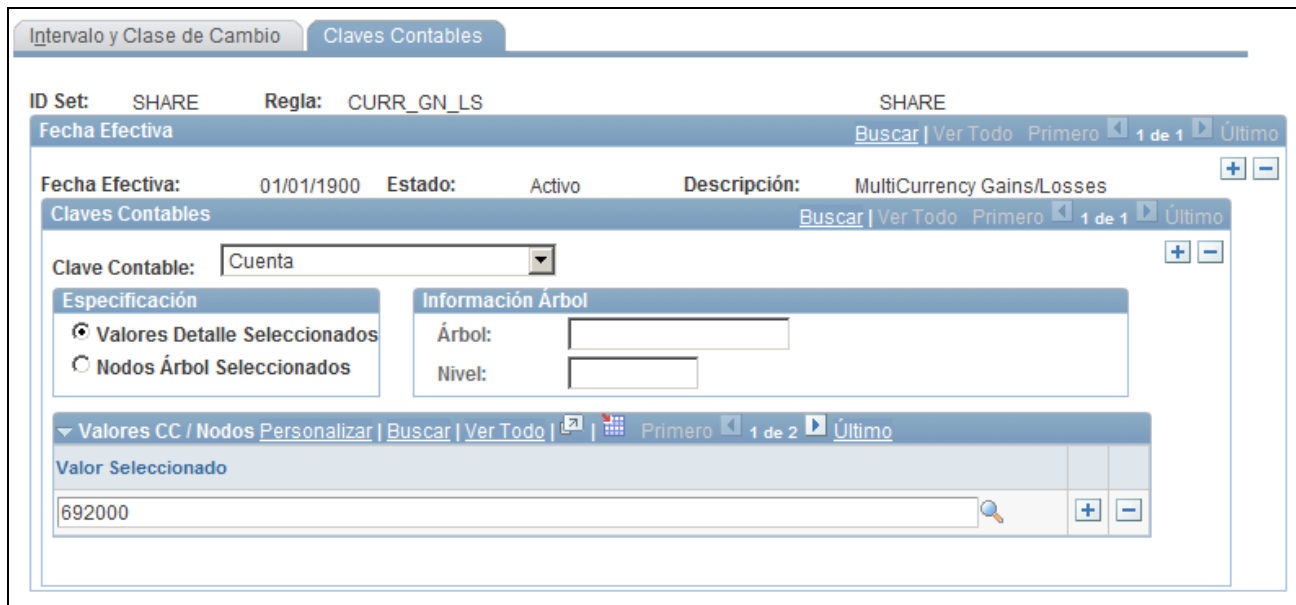 Intervalo y Clase de Cambio Claves Contables
ID Set: SHARE Regla: CURR_GN_LS SHARE
Fecha Efectiva Buscar | Ver Todo Primero 1 de 1 Último
Fecha Efectiva: 01/01/1900 Estado: Activo Descripción: MultiCurrency Gains/Losses
Claves Contables Buscar | Ver Todo Primero 1 de 1 Último
Clave Contable: Cuenta
Especificación Información Árbol
Valores Detalle Seleccionados Árbol:
Nodos Árbol Seleccionados Nivel:
Valores CC / Nodos Personalizar | Buscar | Ver Todo | | Primero 1 de 2 Último
Valor Seleccionado
692000